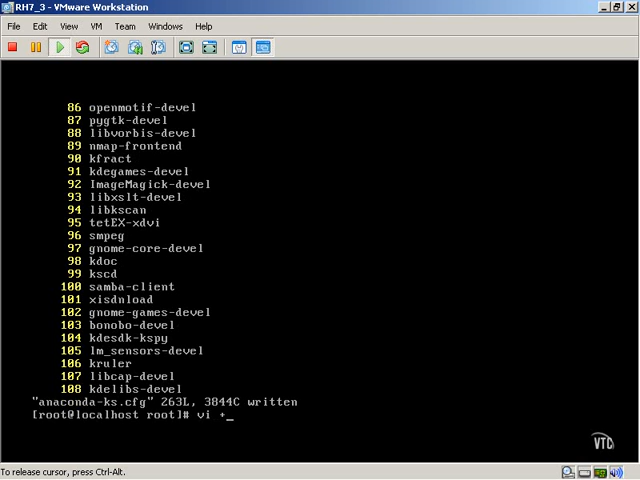 RH7_3 - VMware Workstation
File Edit View VM Team Windows Help
86 openmotif-devel
87 pygtk-devel
88 libvorbis-devel
89 nmap-frontend
90 kfract
91 kdegames-devel
92 ImageMagick-devel
93 libxslt-devel
94 libkscan
95 tetEX-xdvi
96 smpeg
97 gnome-core-devel
98 kdoc
99 kscd
100 samba-client
101 xisdnload
102 gnome-games-devel
103 bonobo-devel
104 kdesdk-kspy
105 lm_sensors-devel
106 kruler
107 libcap-devel
108 kdelibs-devel
"anaconda-ks.cfg" 263L, 3844C written
[root@localhost root]# vi +_
VTC
To release cursor, press Ctrl-Alt.